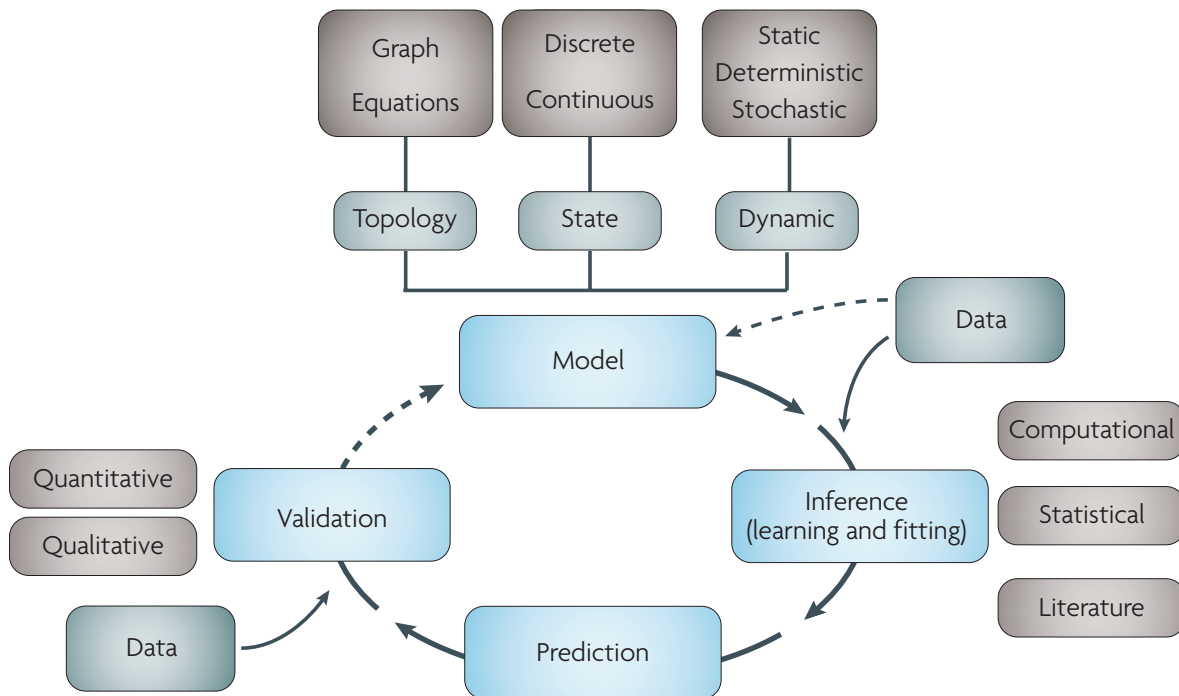 Graph
Equations
Discrete
Continuous
Static
Deterministic
Stochastic
Topology
State
Dynamic
Data
Model
Computational
Quantitative
Qualitative
Validation
Inference
(learning and fitting)
Statistical
Literature
Data
Prediction